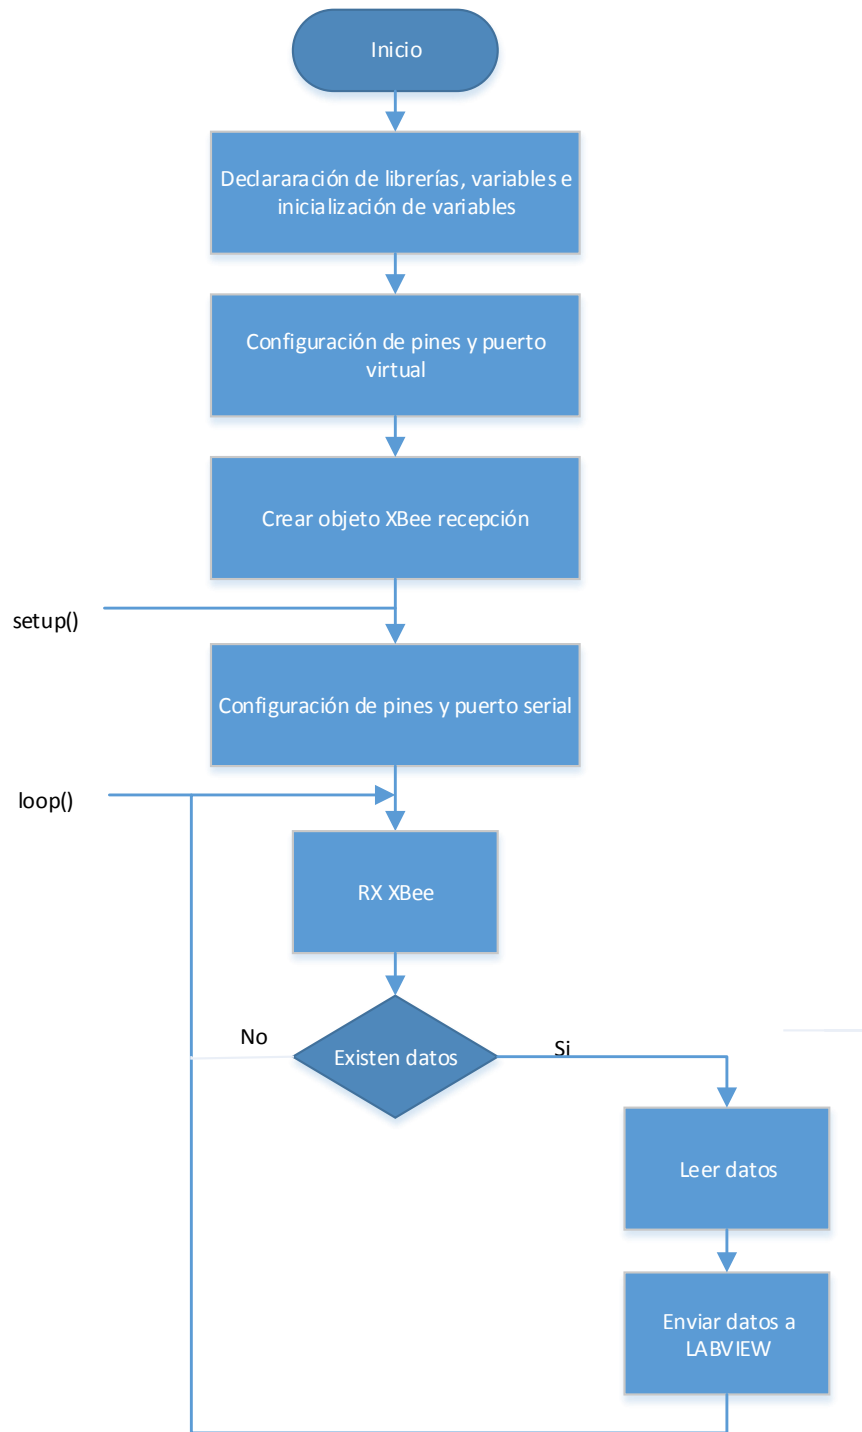 Inicio
Declararación de librerías, variables e
inicialización de variables
Configuración de pines y puerto
virtual
Crear objeto XBee recepción
setup()
Configuración de pines y puerto serial
loop()
RX XBee
No
Existen datos
Si
Leer datos
Enviar datos a
LABVIEW